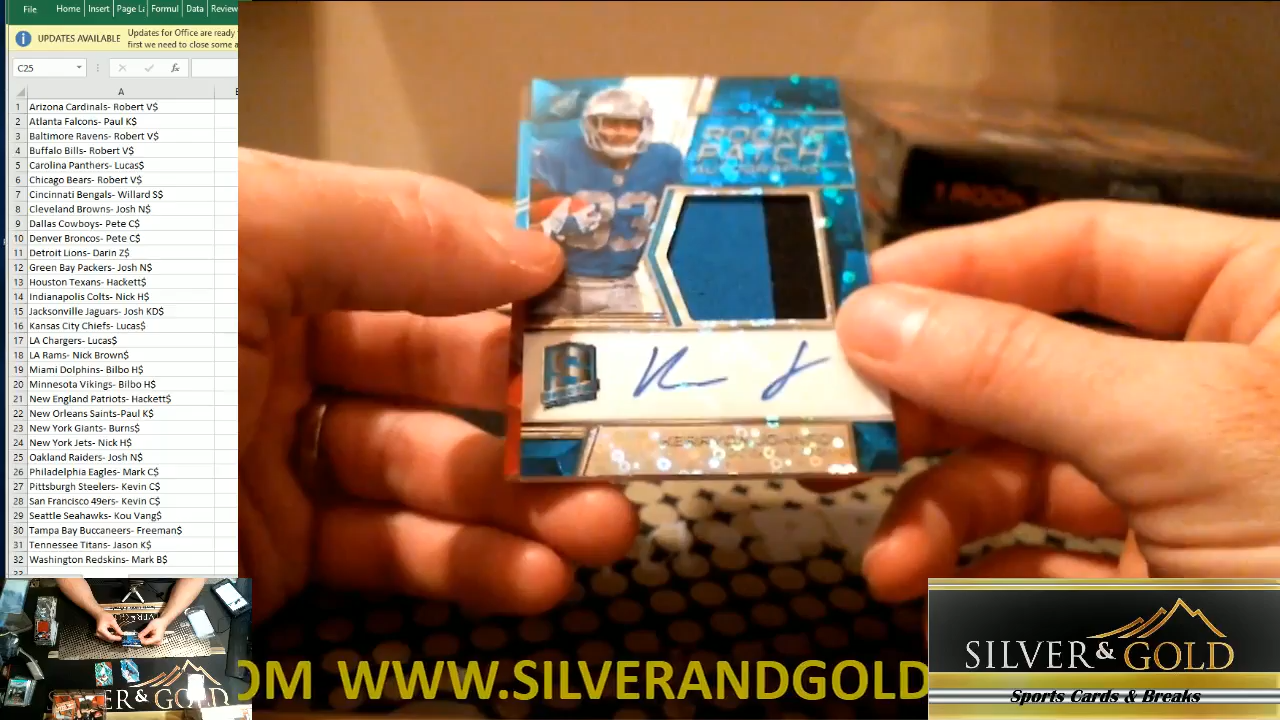 File Home Insert Page La Formul Data Review
UPDATES AVAILABLE Updates for Office are ready
first we need to close some a
C25
fx
A
1 Arizona Cardinals- Robert V$
2 Atlanta Falcons- Paul K$
3 Baltimore Ravens- Robert V$
4 Buffalo Bills- Robert V$
5 Carolina Panthers- Lucas$
6 Chicago Bears- Robert V$
7 Cincinnati Bengals- Willard S$
8 Cleveland Browns- Josh N$
9 Dallas Cowboys- Pete C$
10 Denver Broncos- Pete C$
11 Detroit Lions- Darin Z$
12 Green Bay Packers- Josh N$
13 Houston Texans- Hackett$
14 Indianapolis Colts- Nick H$
15 Jacksonville Jaguars- Josh KD$
16 Kansas City Chiefs- Lucas$
17 LA Chargers- Lucas$
18 LA Rams- Nick Brown$
19 Miami Dolphins- Bilbo H$
20 Minnesota Vikings- Bilbo H$
21 New England Patriots- Hackett$
22 New Orleans Saints-Paul K$
23 New York Giants- Burns$
24 New York Jets- Nick H$
25 Oakland Raiders- Josh N$
26 Philadelphia Eagles- Mark C$
27 Pittsburgh Steelers- Kevin C$
28 San Francisco 49ers- Kevin C$
29 Seattle Seahawks- Kou Vang$
30 Tampa Bay Buccaneers- Freeman$
31 Tennessee Titans- Jason K$
32 Washington Redskins- Mark B$
ROOKIE
PATCH
AUTOGRAPHS
33
KERRYON JOHNSON
SILVER & GOLD
Sports Cards & Breaks
OM WWW.SILVERANDGOLD